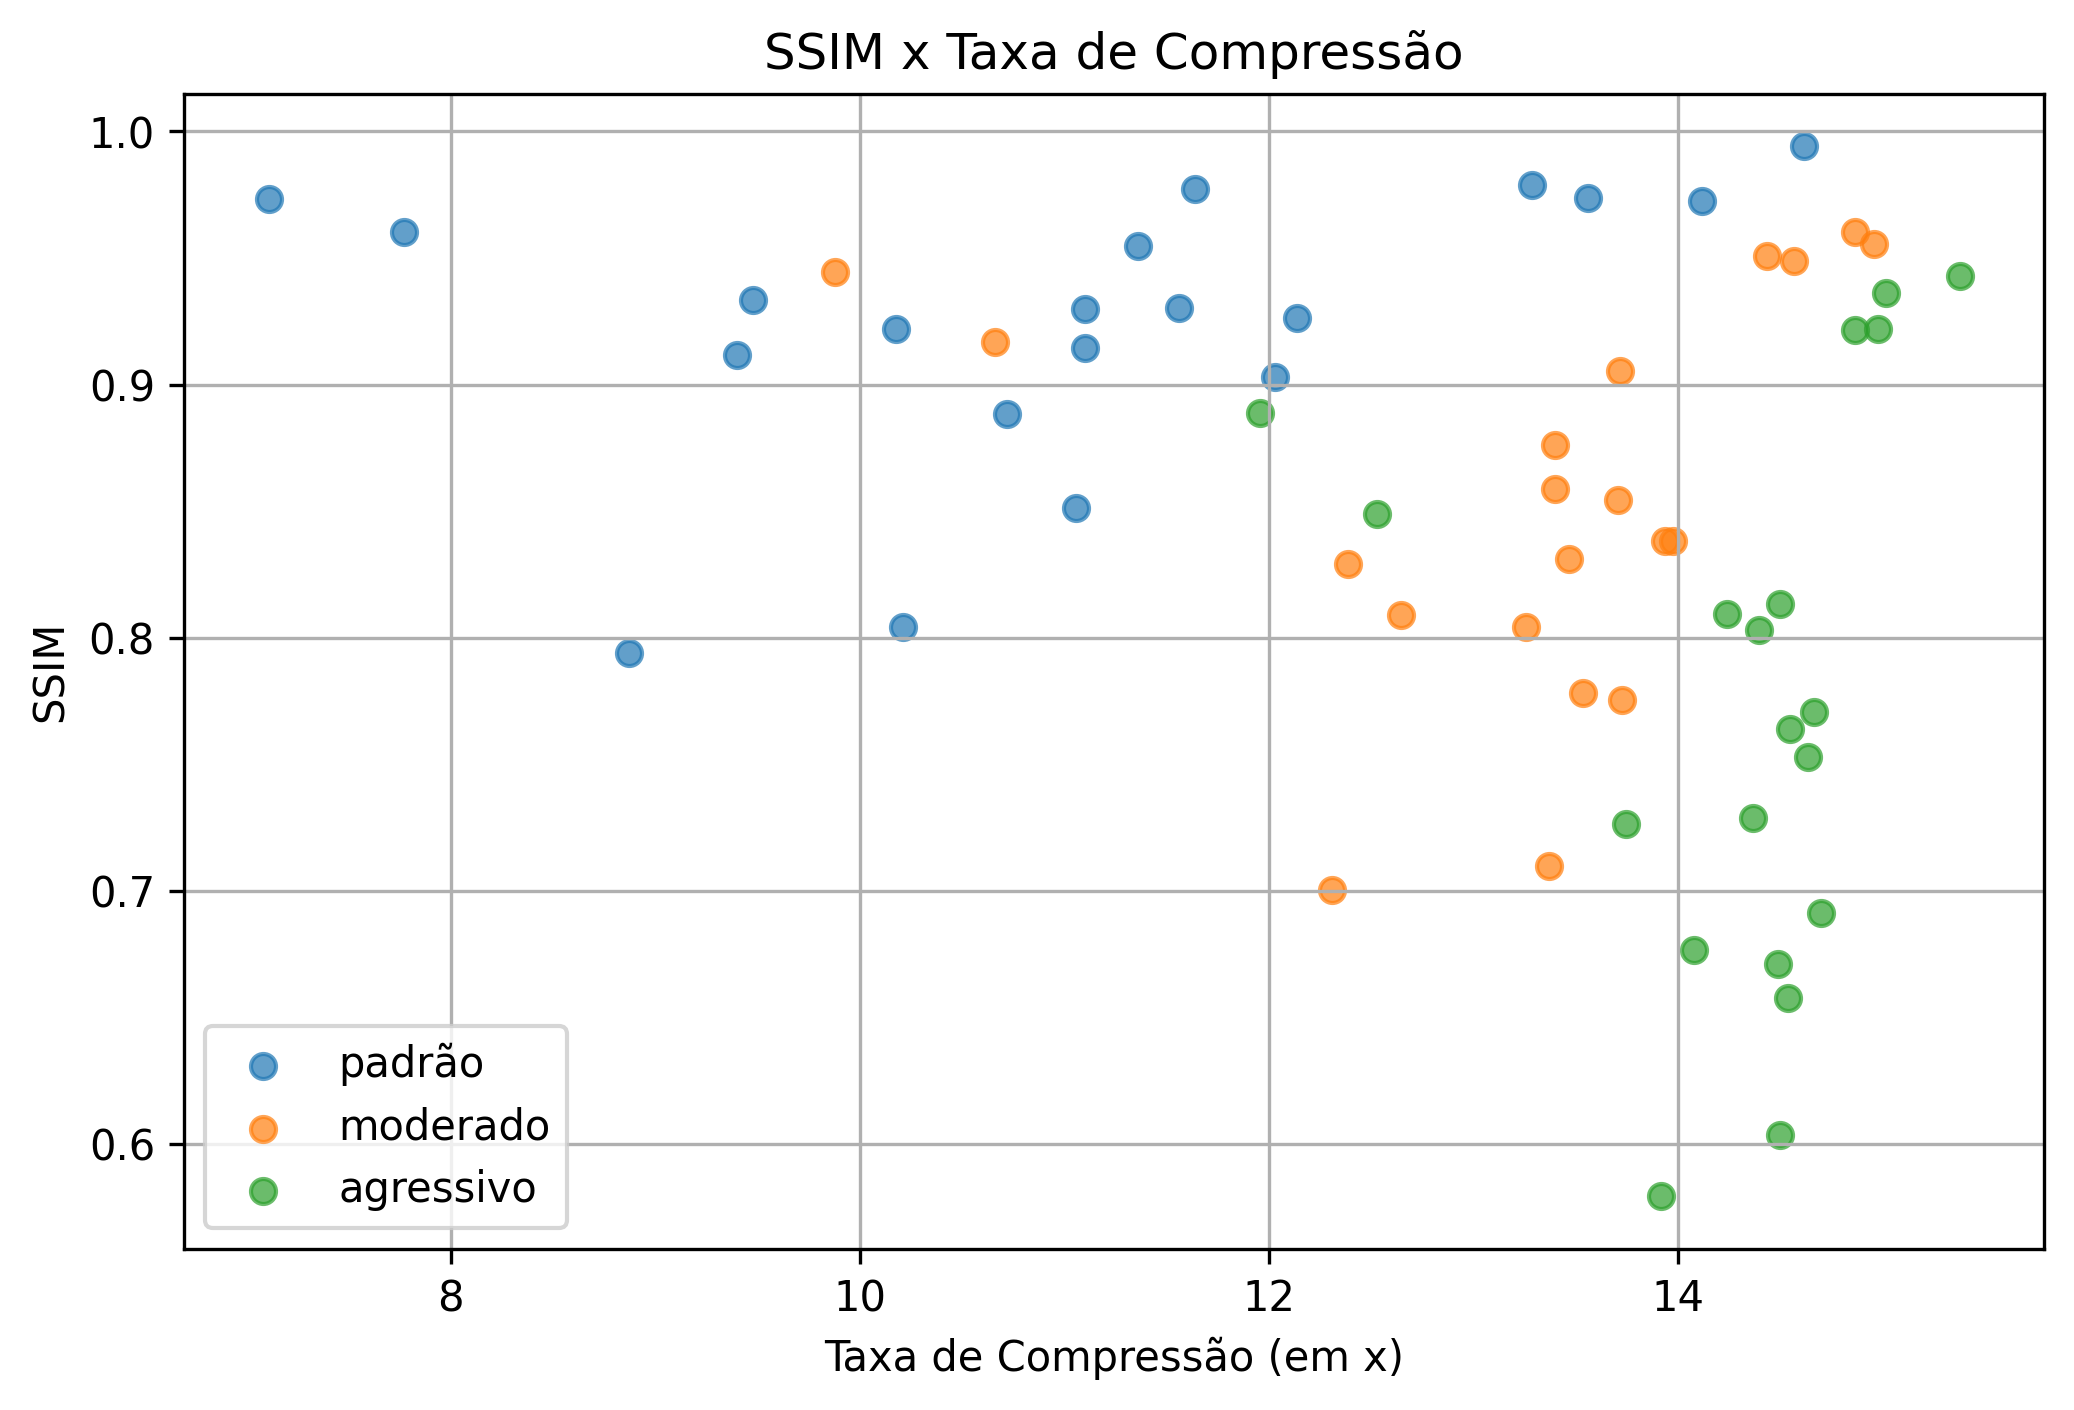 SSIM x Taxa de Compressão
1.0
0.9
0.8
0.7
0.6
SSIM
padrão
moderado
agressivo
8 10 12 14
Taxa de Compressão (em x)